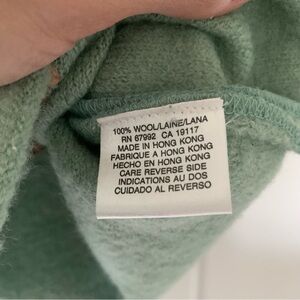 100% WOOL/LAINE/LANA
RN 67992 CA 19117
MADE IN HONG KONG
FABRIQUE A HONG KONG
HECHO EN HONG KONG
CARE REVERSE SIDE
INDICATIONS AU DOS
CUIDADO AL REVERSO